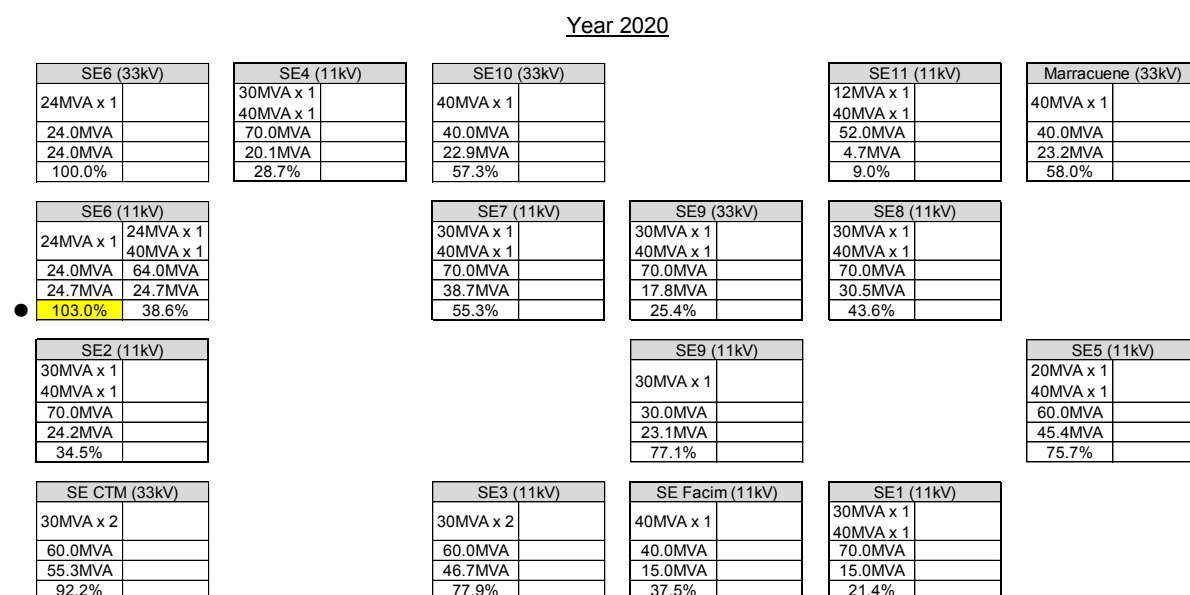 Year 2020
SE6 (33kV) SE4 (11kV) SE10 (33kV) SE11 (11kV) Marracuene (33kV)
24MVA x 1 30MVA x 1 40MVA x 1 12MVA x 1 40MVA x 1
40MVA x 1 40MVA x 1
24.0MVA 70.0MVA 40.0MVA 52.0MVA 40.0MVA
24.0MVA 20.1MVA 22.9MVA 4.7MVA 23.2MVA
100.0% 28.7% 57.3% 9.0% 58.0%
SE6 (11kV) SE7 (11kV) SE9 (33kV) SE8 (11kV)
24MVA x 1 24MVA x 1 30MVA x 1 30MVA x 1 30MVA x 1
40MVA x 1 40MVA x 1 40MVA x 1 40MVA x 1
24.0MVA 64.0MVA 70.0MVA 70.0MVA 70.0MVA
24.7MVA 24.7MVA 38.7MVA 17.8MVA 30.5MVA
● 103.0% 38.6% 55.3% 25.4% 43.6%
SE2 (11kV) SE9 (11kV) SE5 (11kV)
30MVA x 1 30MVA x 1 20MVA x 1
40MVA x 1 40MVA x 1
70.0MVA 30.0MVA 60.0MVA
24.2MVA 23.1MVA 45.4MVA
34.5% 77.1% 75.7%
SE CTM (33kV) SE3 (11kV) SE Facim (11kV) SE1 (11kV)
30MVA x 2 30MVA x 2 40MVA x 1 30MVA x 1
40MVA x 1
60.0MVA 60.0MVA 40.0MVA 70.0MVA
55.3MVA 46.7MVA 15.0MVA 15.0MVA
92.2% 77.9% 37.5% 21.4%